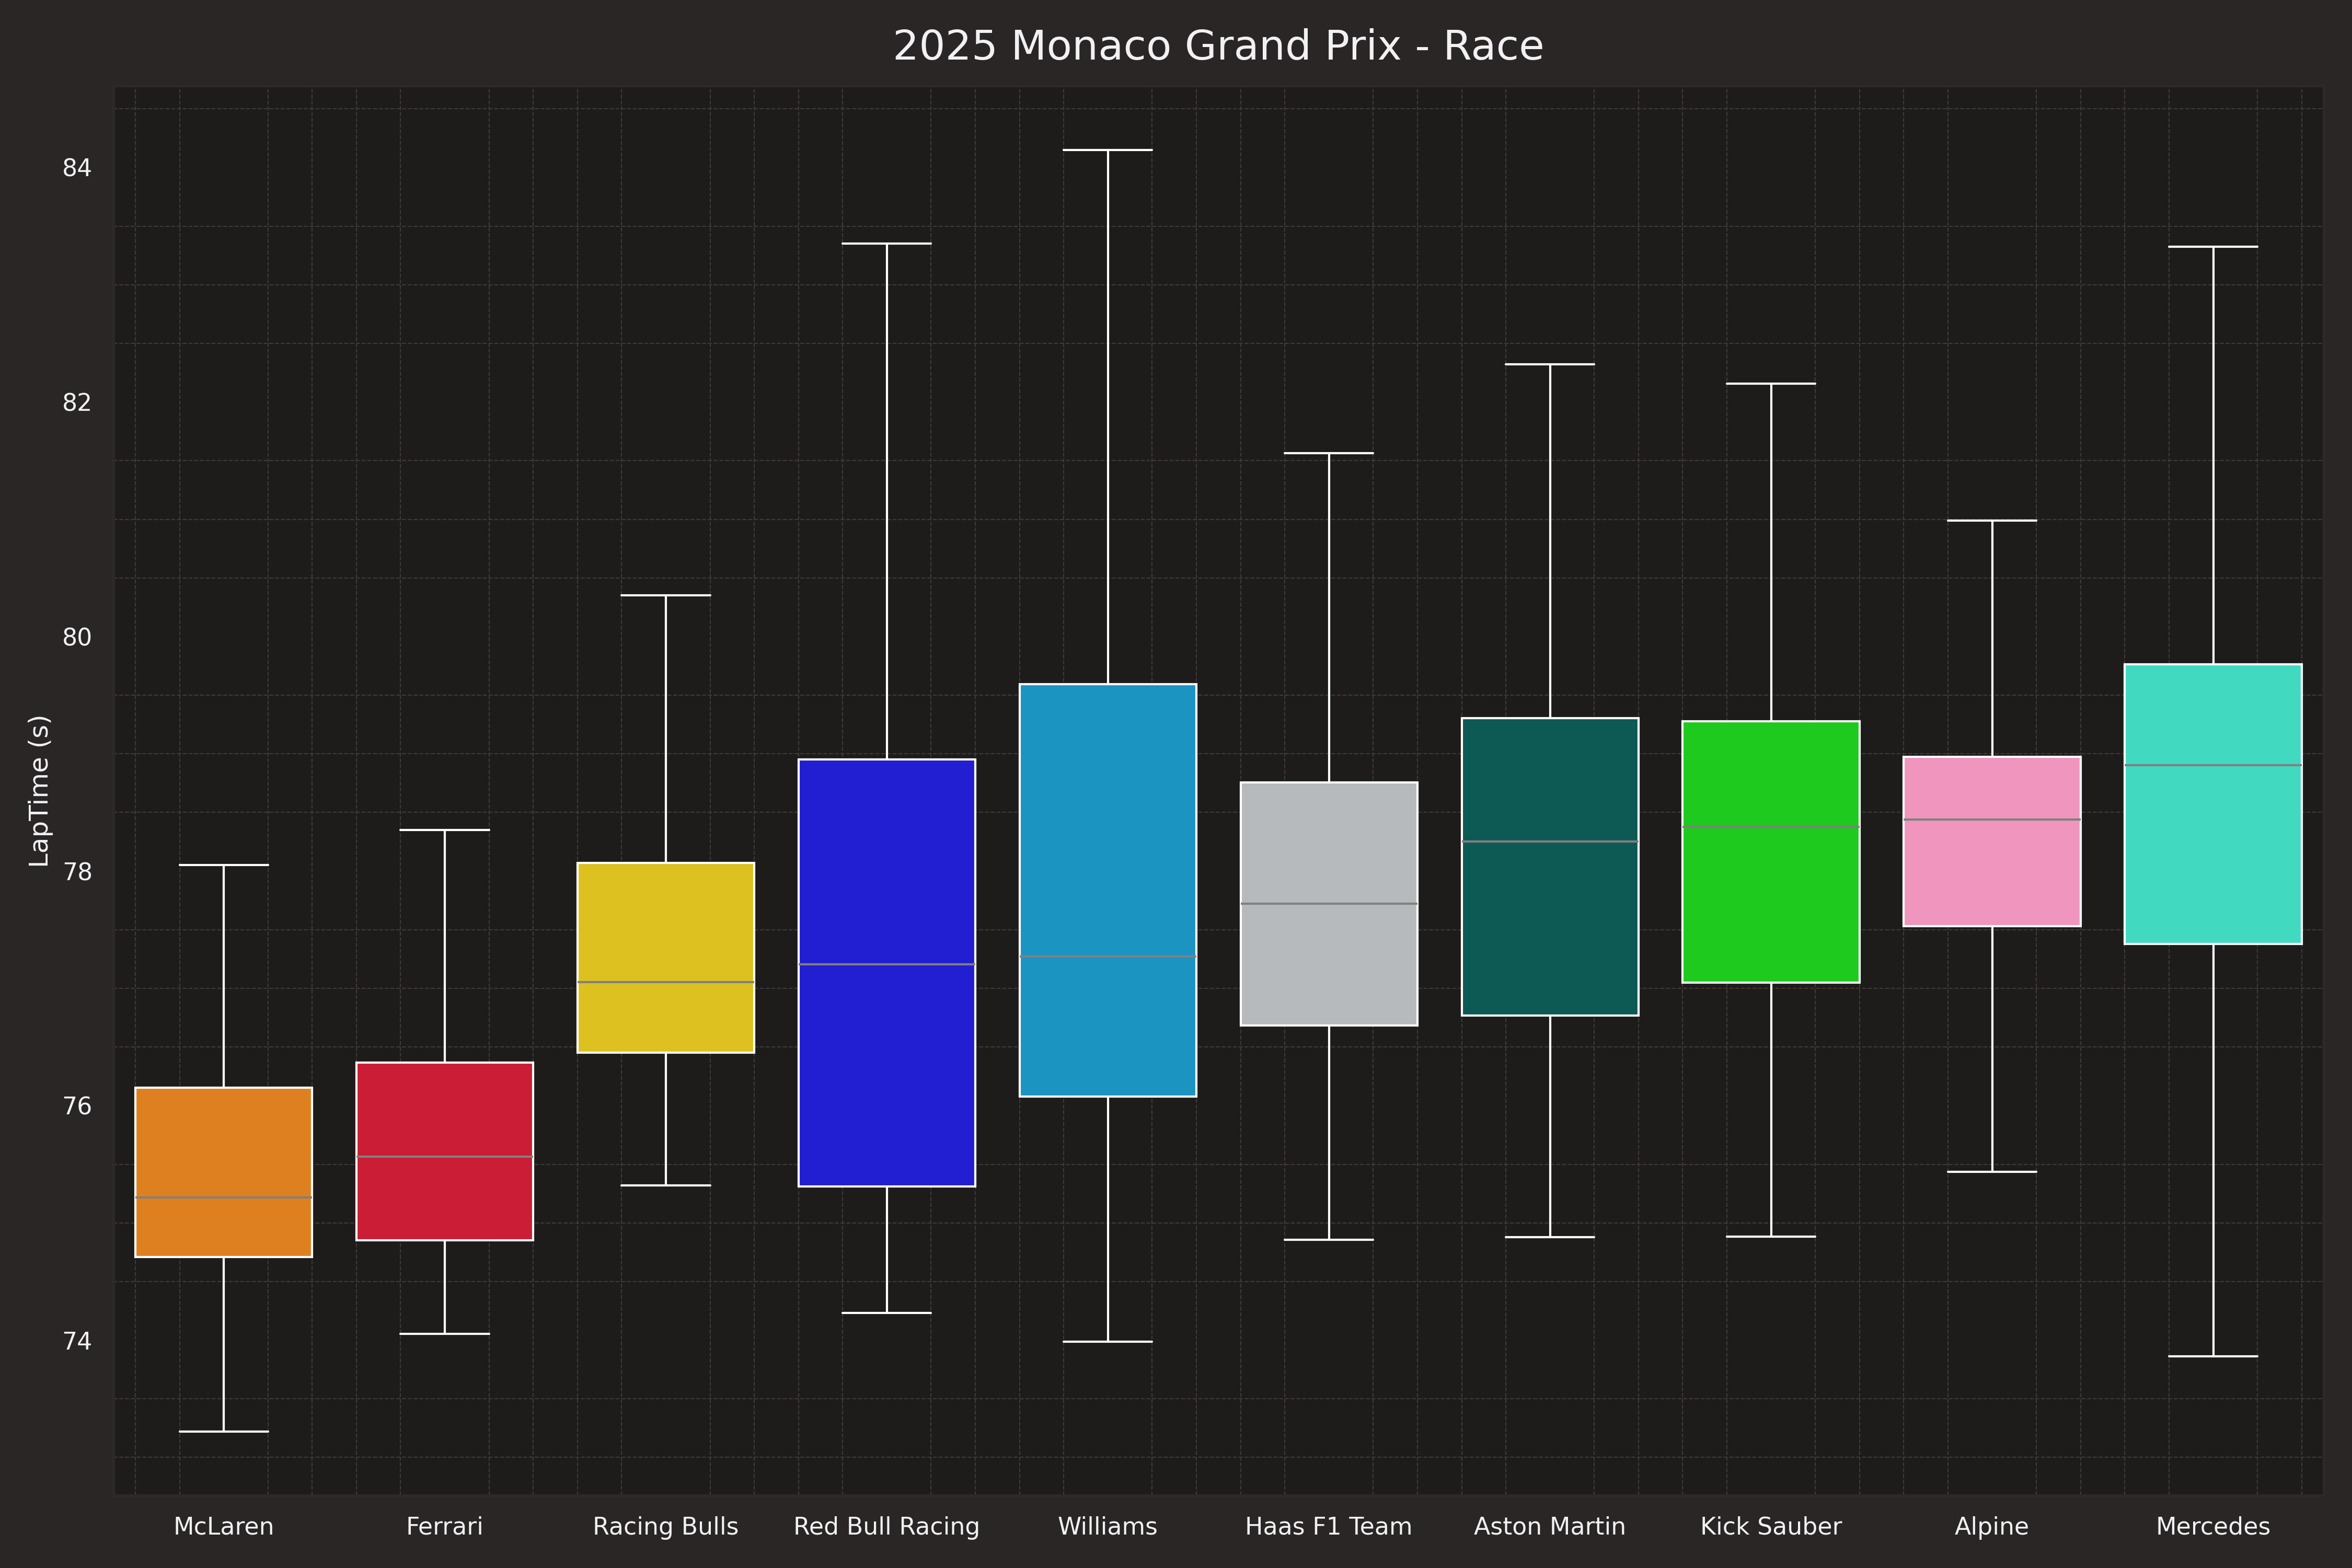 2025 Monaco Grand Prix - Race
LapTime (s)
84
82
80
78
76
74
McLaren
Ferrari
Racing Bulls
Red Bull Racing
Williams
Haas F1 Team
Aston Martin
Kick Sauber
Alpine
Mercedes